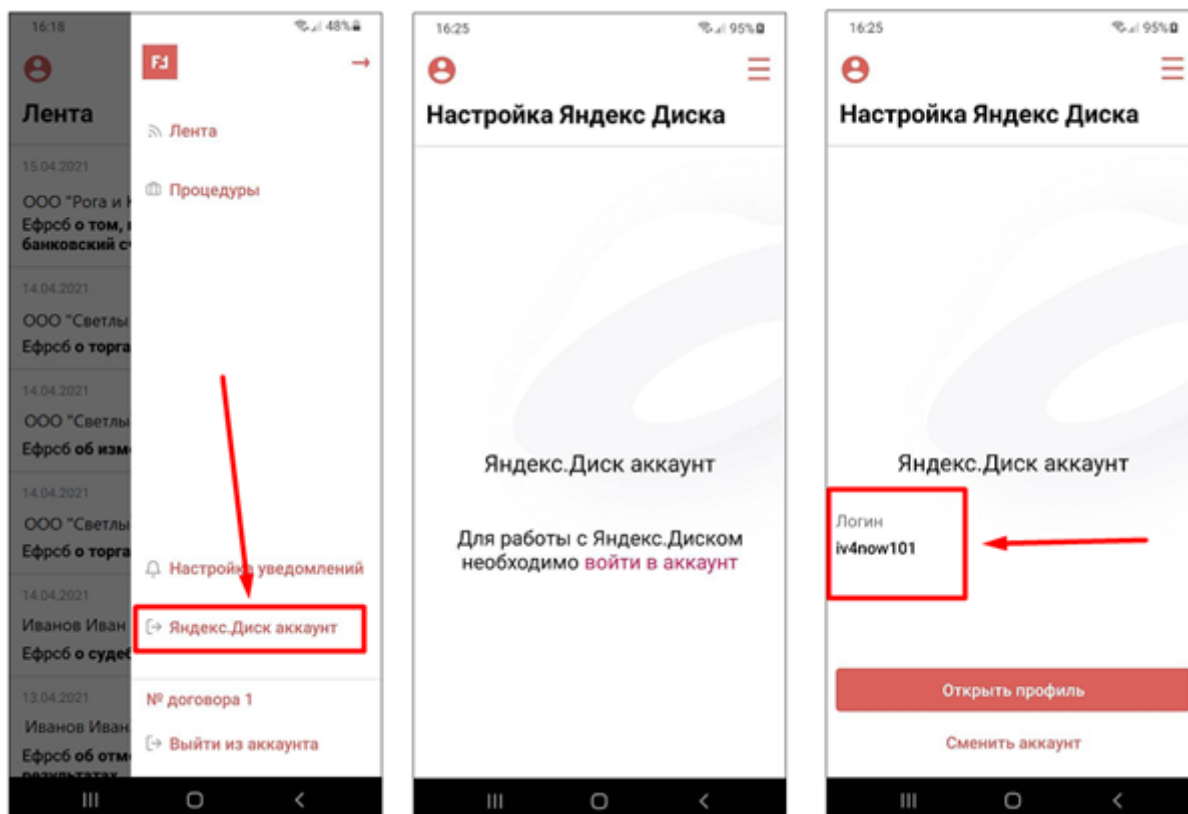 16:18
48%
Лента
15.04.2021
ООО "Рога и
Ефрсб о том,
банковский
14.04.2021
ООО "Светлы
Ефрсб о торга
14.04.2021
ООО "Светлы
Ефрсб об изм
14.04.2021
ООО "Светлы
Ефрсб о торга
14.04.2021
Иванов Иван
Ефрсб о судеб
13.04.2021
Иванов Иван
Ефрсб об отм
результатах
Лента
Процедуры
Настройка уведомлений
Яндекс.Диск аккаунт
№ договора 1
Выйти из аккаунта
16:25
95%
Настройка Яндекс Диска
Яндекс.Диск аккаунт
Для работы с Яндекс.Диском
необходимо войти в аккаунт
16:25
95%
Настройка Яндекс Диска
Яндекс.Диск аккаунт
Логин
iv4now101
Открыть профиль
Сменить аккаунт